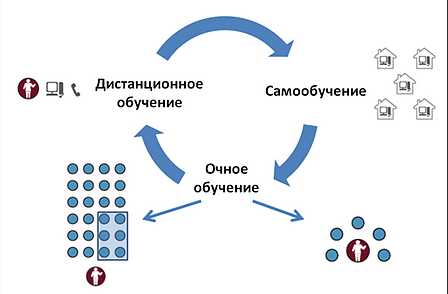 Дистанционное
обучение
Самообучение
Очное
обучение